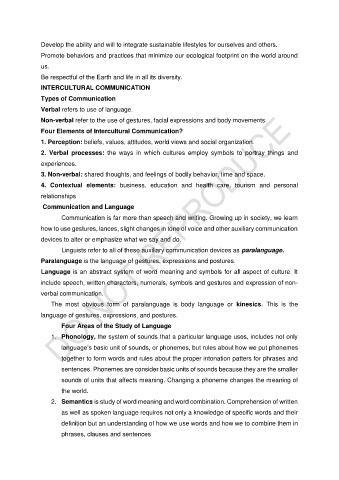 Develop the ability and will to integrate sustainable lifestyles for ourselves and others.
Promote behaviors and practices that minimize our ecological footprint on the world around
us.
Be respectful of the Earth and life in all its diversity.
INTERCULTURAL COMMUNICATION
Types of Communication
Verbal refers to use of language.
Non-verbal refer to the use of gestures, facial expressions and body movements
Four Elements of Intercultural Communication?
1. Perception: beliefs, values, attitudes, world views and social organization.
2. Verbal processes: the ways in which cultures employ symbols to portray things and
experiences.
3. Non-verbal: shared thoughts, and feelings of bodily behavior, time and space.
4. Contextual elements: business, education and health care, tourism and personal
relationships
Communication and Language
Communication is far more than speech and writing. Growing up in society, we learn
how to use gestures, lances, slight changes in tone of voice and other auxiliary communication
devices to alter or emphasize what we say and do.
Linguists refer to all of these auxiliary communication devices as paralanguage.
Paralanguage is the language of gestures, expressions and postures.
Language is an abstract system of word meaning and symbols for all aspect of culture. It
include speech, written characters, numerals, symbols and gestures and expression of non-
verbal communication.
The most obvious form of paralanguage is body language or kinesics. This is the
language of gestures, expressions, and postures.
Four Areas of the Study of Language
1. Phonology, the system of sounds that a particular language uses, includes not only
language's basic unit of sounds, or phonemes, but rules about how we put phonemes
together to form words and rules about the proper intonation patters for phrases and
sentences. Phonemes are consider basic units of sounds because they are the smaller
sounds of units that affects meaning. Changing a phoneme changes the meaning of
the world.
2. Semantics is study of word meaning and word combination. Comprehension of written
as well as spoken language requires not only a knowledge of specific words and their
definition but an understanding of how we use words and how we to combine them in
phrases, clauses and sentences
DO NOT REPRODUCE